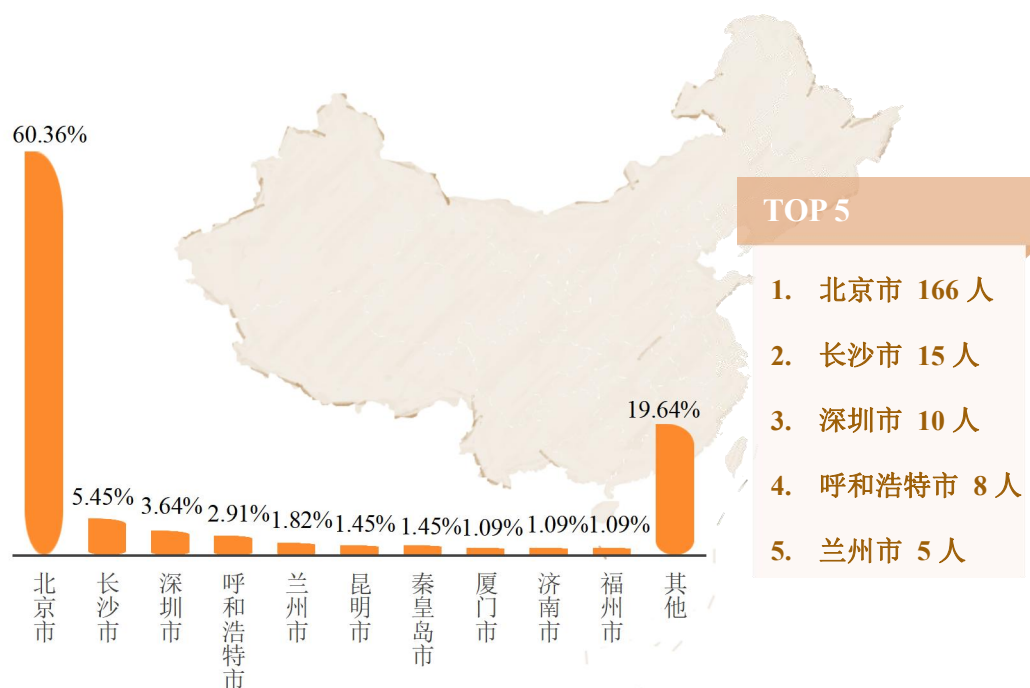 60.36%
TOP 5
1. 北京市 166 人
2. 长沙市 15 人
3. 深圳市 10 人
4. 呼和浩特市 8 人
5. 兰州市 5 人
19.64%
5.45%
3.64%
2.91%
1.82%
1.45%
1.45%
1.09%
1.09%
1.09%
北京市
长沙市
深圳市
呼和浩特市
兰州市
昆明市
秦皇岛市
厦门市
济南市
福州市
其他